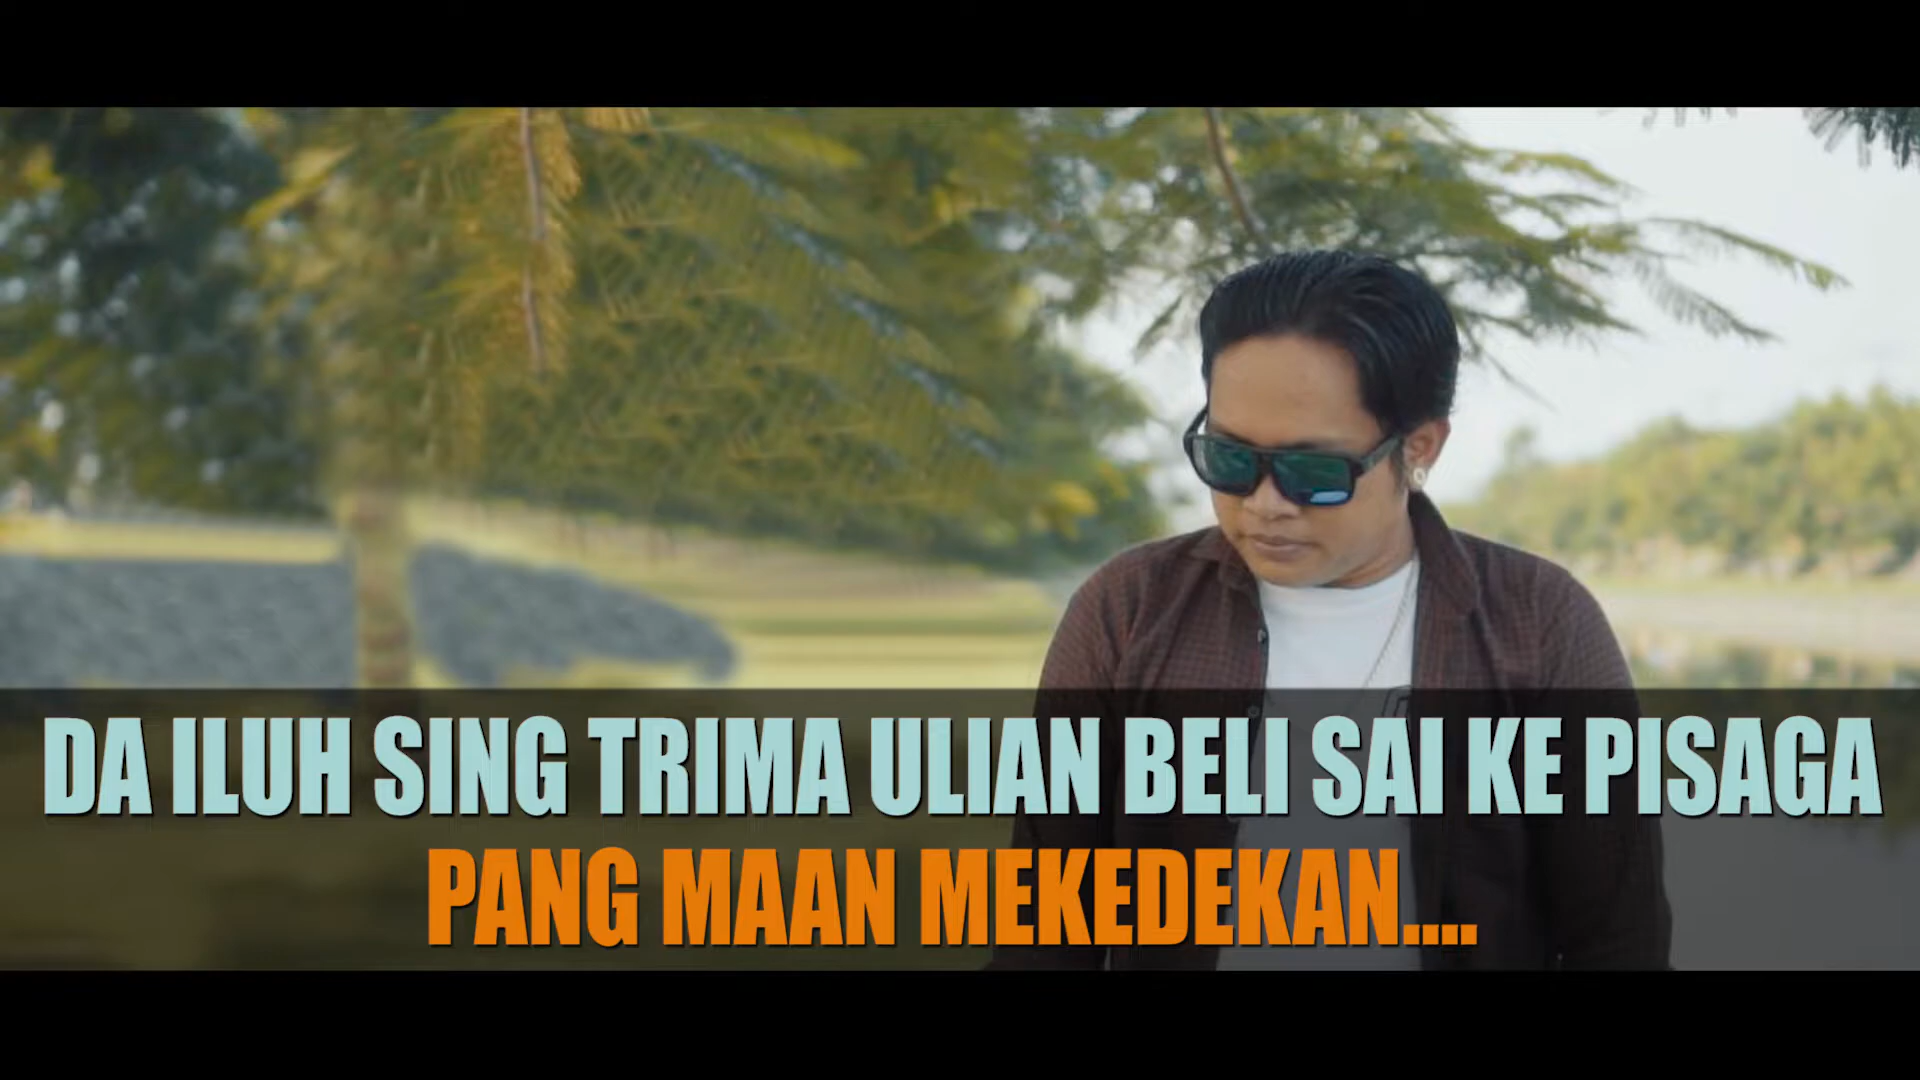 DA ILUH SING TRIMA ULIAN BELI SAI KE PISAGA
PANG MAAN MEKEDEKAN....